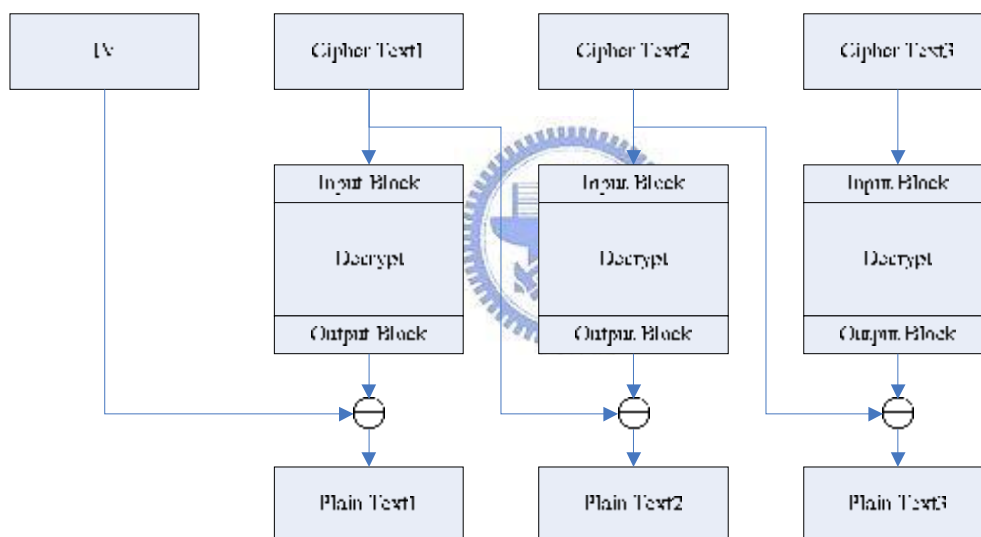 IV
Cipher Text1
Cipher Text2
Cipher Text3
Input Block
Input Block
Input Block
Decrypt
Decrypt
Decrypt
Output Block
Output Block
Output Block
Plain Text1
Plain Text2
Plain Text3